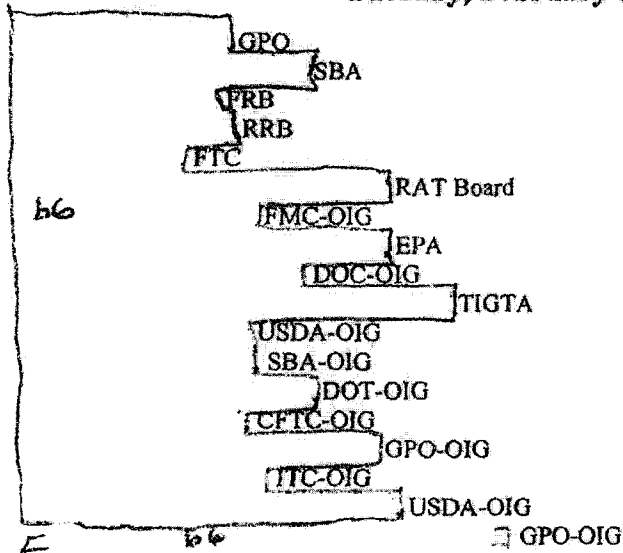 GPO
SBA
FRB
RRB
FTC
RAT Board
b6
FMC-OIG
EPA
DOC-OIG
TIGTA
USDA-OIG
SBA-OIG
DOT-OIG
CFTC-OIG
GPO-OIG
ITC-OIG
USDA-OIG
b6
GPO-OIG